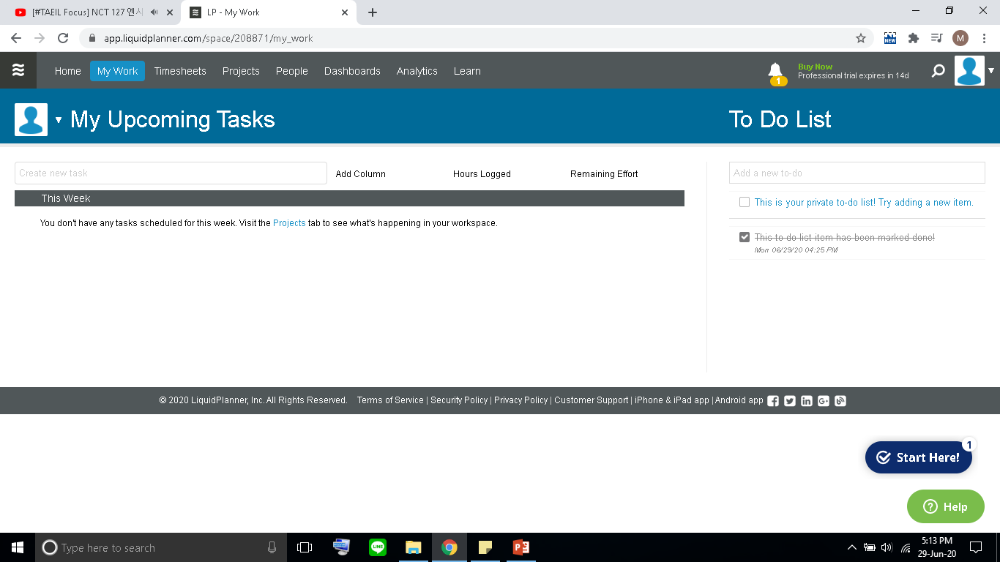 [#TAEIL Focus] NCT 127 엔시
LP - My Work
app.liquidplanner.com/space/208871/my_work
NEW
M
Home My Work Timesheets Projects People Dashboards Analytics Learn
1
Buy Now
Professional trial expires in 14d
My Upcoming Tasks
To Do List
Create new task
Add Column Hours Logged Remaining Effort
This Week
You don't have any tasks scheduled for this week. Visit the Projects tab to see what's happening in your workspace.
Add a new to-do
This is your private to-do list! Try adding a new item.
This to do list item has been marked done!
Mon 06/29/20 04:25 PM
© 2020 LiquidPlanner, Inc. All Rights Reserved. Terms of Service | Security Policy | Privacy Policy | Customer Support | iPhone & iPad app | Android app
Start Here!
1
Help
Type here to search
LINE
5:13 PM
29-Jun-20